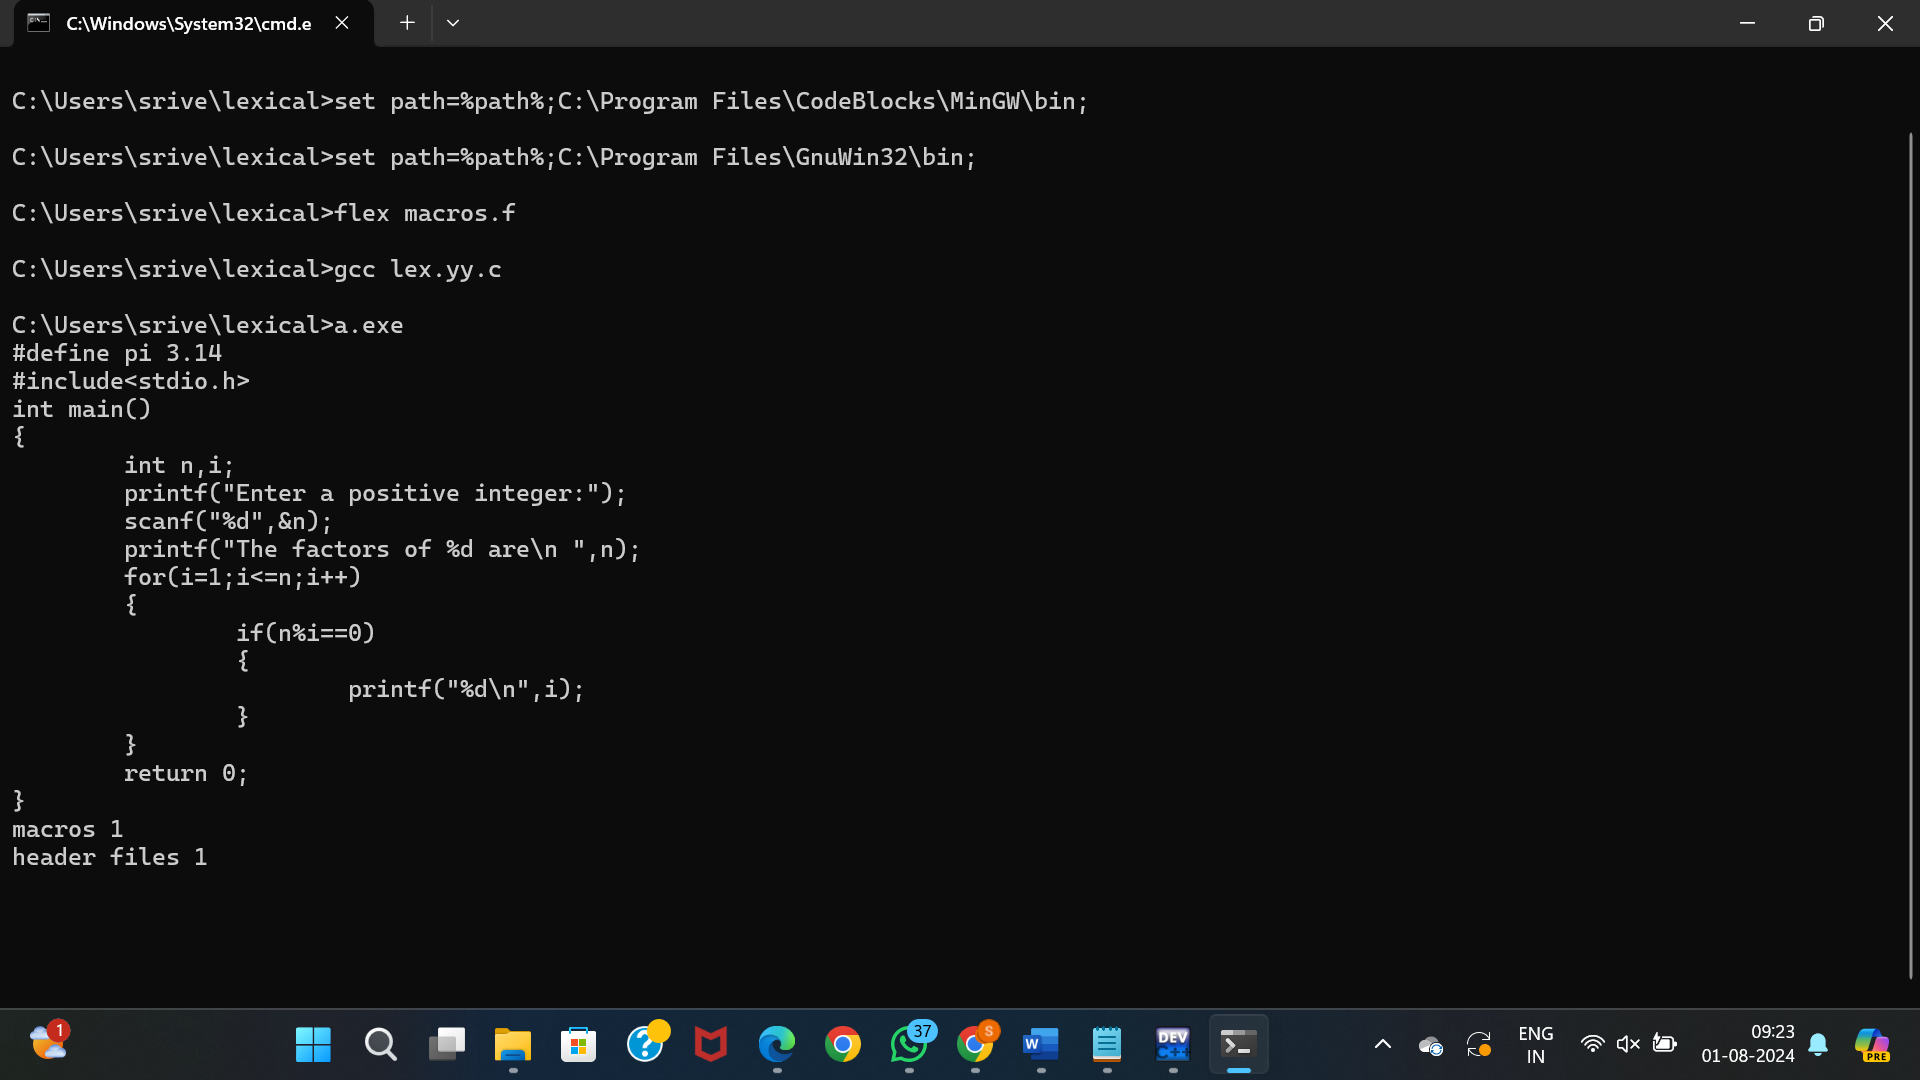 C:\Windows\System32\cmd.e
C:\Users\srive\lexical>set path=%path%;C:\Program Files\CodeBlocks\MinGW\bin;
C:\Users\srive\lexical>set path=%path%;C:\Program Files\GnuWin32\bin;
C:\Users\srive\lexical>flex macros.f
C:\Users\srive\lexical>gcc lex.yy.c
C:\Users\srive\lexical>a.exe
#define pi 3.14
#include<stdio.h>
int main()
{
        int n,i;
        printf("Enter a positive integer:");
        scanf("%d",&n);
        printf("The factors of %d are\n ",n);
        for(i=1;i<=n;i++)
        {
                if(n%i==0)
                {
                        printf("%d\n",i);
                }
        }
        return 0;
}
macros 1
header files 1
1
37
S
W
DEV
C++
ENG
IN
09:23
01-08-2024
PRE